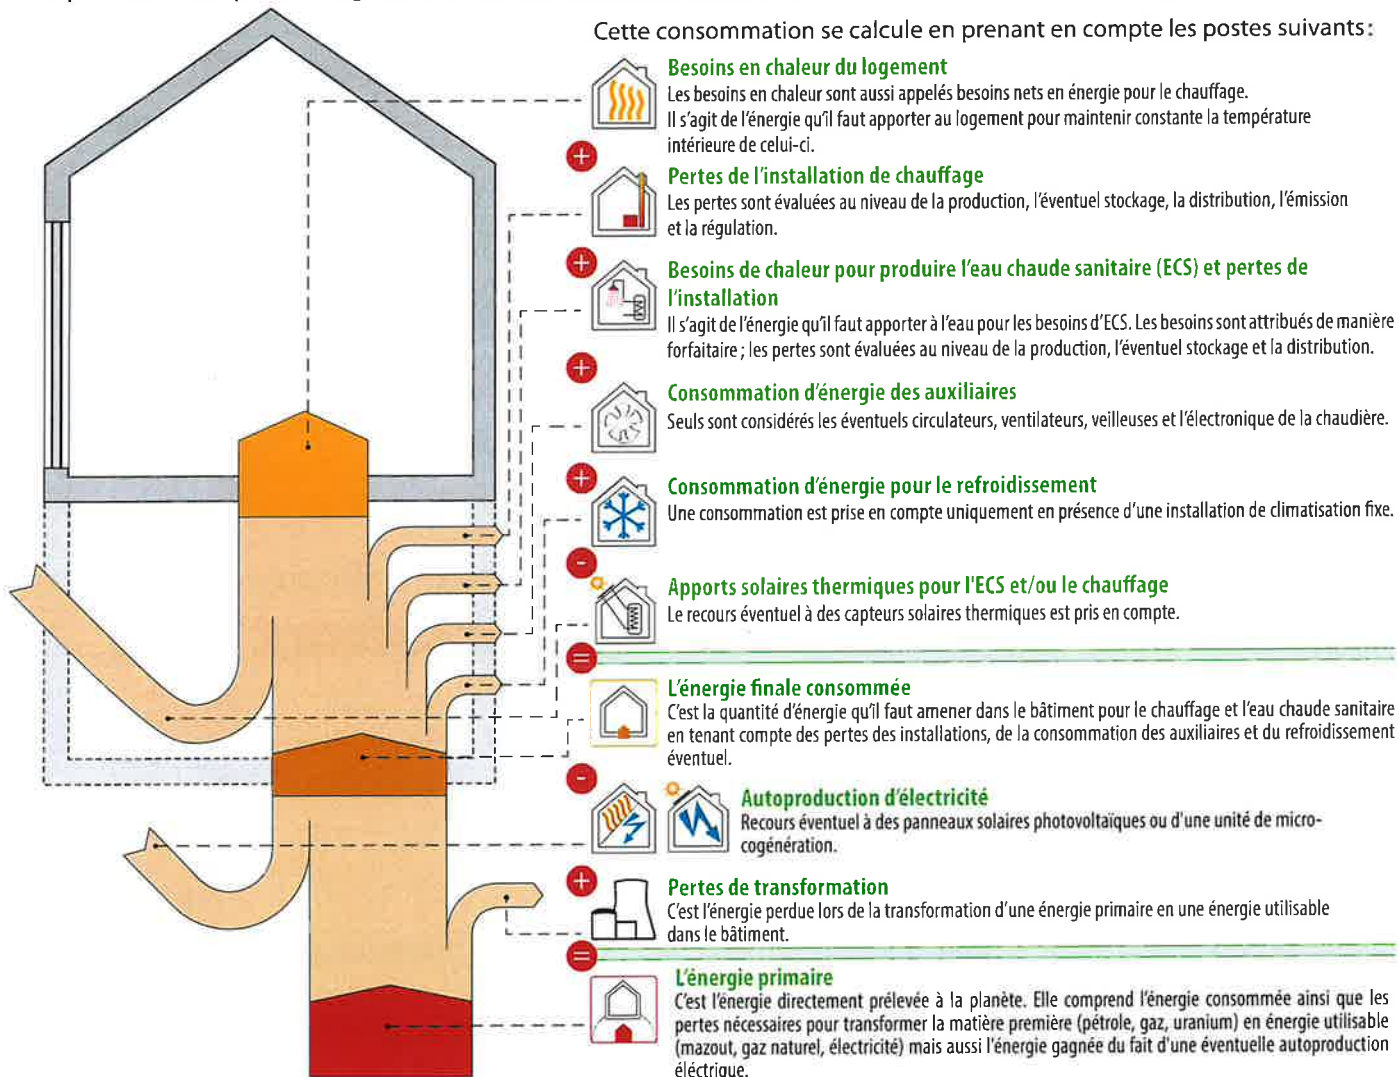 Cette consommation se calcule en prenant en compte les postes suivants :
Besoins en chaleur du logement
Les besoins en chaleur sont aussi appelés besoins nets en énergie pour le chauffage.
Il s'agit de l'énergie qu'il faut apporter au logement pour maintenir constante la température
intérieure de celui-ci.
+
Pertes de l'installation de chauffage
Les pertes sont évaluées au niveau de la production, l'éventuel stockage, la distribution, l'émission
et la régulation.
+
Besoins de chaleur pour produire l'eau chaude sanitaire (ECS) et pertes de
l'installation
Il s'agit de l'énergie qu'il faut apporter à l'eau pour les besoins d'ECS. Les besoins sont attribués de manière
forfaitaire ; les pertes sont évaluées au niveau de la production, l'éventuel stockage et la distribution.
+
Consommation d'énergie des auxiliaires
Seuls sont considérés les éventuels circulateurs, ventilateurs, veilleuses et l'électronique de la chaudière.
+
Consommation d'énergie pour le refroidissement
Une consommation est prise en compte uniquement en présence d'une installation de climatisation fixe.
-
Apports solaires thermiques pour l'ECS et/ou le chauffage
Le recours éventuel à des capteurs solaires thermiques est pris en compte.
=
L'énergie finale consommée
C'est la quantité d'énergie qu'il faut amener dans le bâtiment pour le chauffage et l'eau chaude sanitaire
en tenant compte des pertes des installations, de la consommation des auxiliaires et du refroidissement
éventuel.
-
Autoproduction d'électricité
Recours éventuel à des panneaux solaires photovoltaïques ou d'une unité de micro-
cogénération.
+
Pertes de transformation
C'est l'énergie perdue lors de la transformation d'une énergie primaire en une énergie utilisable
dans le bâtiment.
=
L'énergie primaire
C'est l'énergie directement prélevée à la planète. Elle comprend l'énergie consommée ainsi que les
pertes nécessaires pour transformer la matière première (pétrole, gaz, uranium) en énergie utilisable
(mazout, gaz naturel, électricité) mais aussi l'énergie gagnée du fait d'une éventuelle autoproduction
éléctrique.